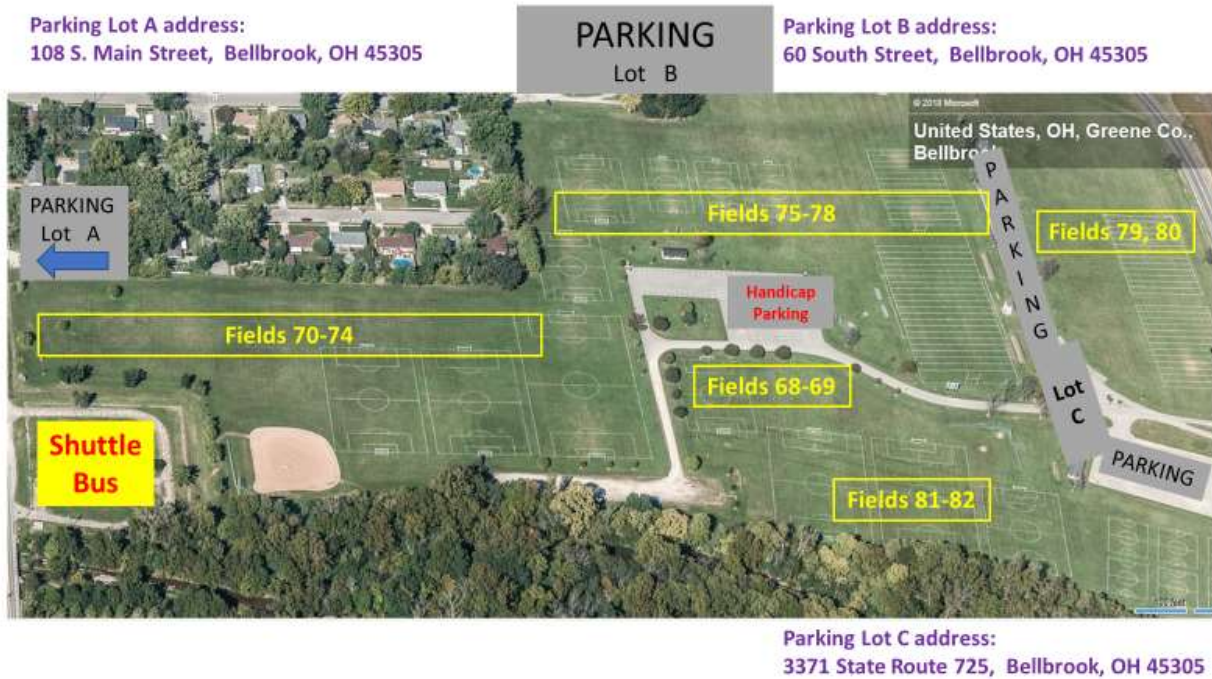 Parking Lot A address:
108 S. Main Street, Bellbrook, OH 45305
PARKING
Lot B
Parking Lot B address:
60 South Street, Bellbrook, OH 45305
© 2018 Microsoft
United States, OH, Greene Co.,
PARKING
Lot A
PARKING
Fields 75-78
Fields 79, 80
Handicap
Parking
Fields 70-74
Fields 68-69
Lot C
Shuttle
Bus
PARKING
Fields 81-82
Parking Lot C address:
3371 State Route 725, Bellbrook, OH 45305